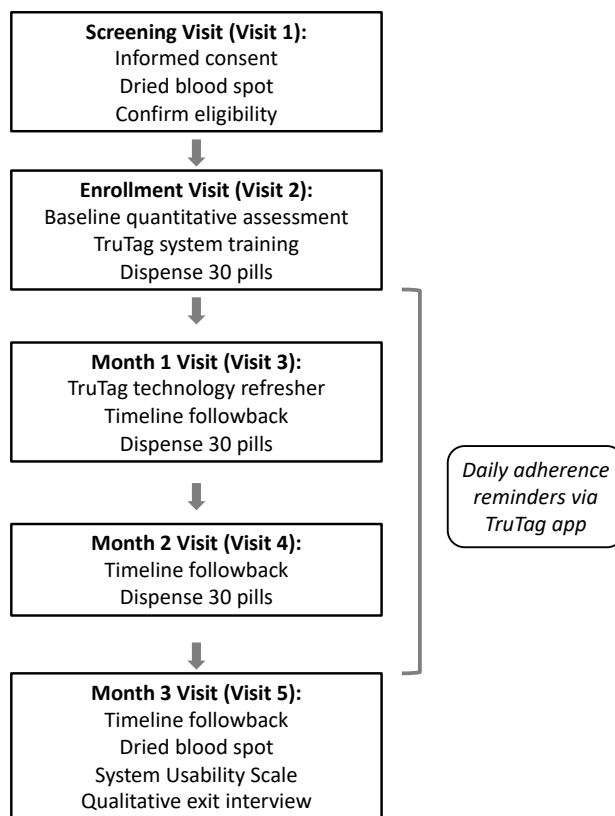 Screening Visit (Visit 1):
Informed consent
Dried blood spot
Confirm eligibility
Enrollment Visit (Visit 2):
Baseline quantitative assessment
TruTag system training
Dispense 30 pills
Month 1 Visit (Visit 3):
TruTag technology refresher
Timeline followback
Dispense 30 pills
Daily adherence
reminders via
TruTag app
Month 2 Visit (Visit 4):
Timeline followback
Dispense 30 pills
Month 3 Visit (Visit 5):
Timeline followback
Dried blood spot
System Usability Scale
Qualitative exit interview